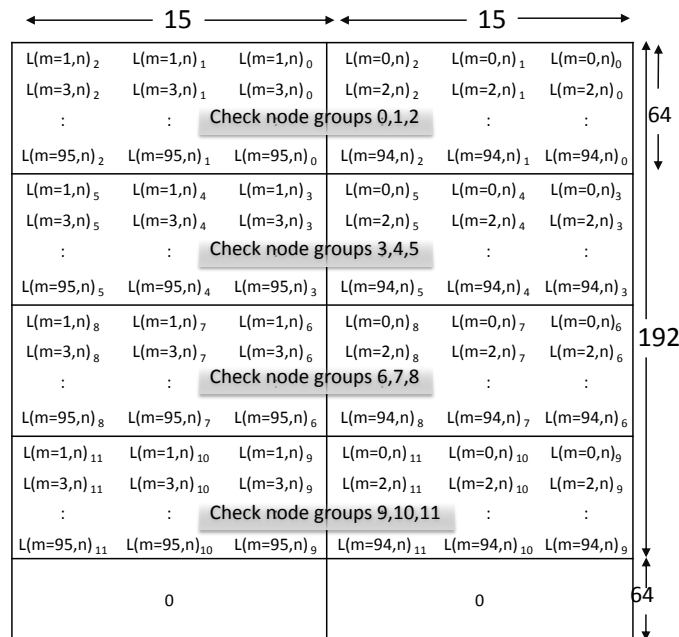 15 15
L(m=1,n) 2 L(m=1,n) 1 L(m=1,n) 0 L(m=0,n) 2 L(m=0,n) 1 L(m=0,n) 0
L(m=3,n) 2 L(m=3,n) 1 L(m=3,n) 0 L(m=2,n) 2 L(m=2,n) 1 L(m=2,n) 0
: : Check node groups 0,1,2 : :
64
L(m=95,n) 2 L(m=95,n) 1 L(m=95,n) 0 L(m=94,n) 2 L(m=94,n) 1 L(m=94,n) 0
L(m=1,n) 5 L(m=1,n) 4 L(m=1,n) 3 L(m=0,n) 5 L(m=0,n) 4 L(m=0,n) 3
L(m=3,n) 5 L(m=3,n) 4 L(m=3,n) 3 L(m=2,n) 5 L(m=2,n) 4 L(m=2,n) 3
: : Check node groups 3,4,5 : :
L(m=95,n) 5 L(m=95,n) 4 L(m=95,n) 3 L(m=94,n) 5 L(m=94,n) 4 L(m=94,n) 3
L(m=1,n) 8 L(m=1,n) 7 L(m=1,n) 6 L(m=0,n) 8 L(m=0,n) 7 L(m=0,n) 6
192
L(m=3,n) 8 L(m=3,n) 7 L(m=3,n) 6 L(m=2,n) 8 L(m=2,n) 7 L(m=2,n) 6
: : Check node groups 6,7,8 : :
L(m=95,n) 8 L(m=95,n) 7 L(m=95,n) 6 L(m=94,n) 8 L(m=94,n) 7 L(m=94,n) 6
L(m=1,n) 11 L(m=1,n) 10 L(m=1,n) 9 L(m=0,n) 11 L(m=0,n) 10 L(m=0,n) 9
L(m=3,n) 11 L(m=3,n) 10 L(m=3,n) 9 L(m=2,n) 11 L(m=2,n) 10 L(m=2,n) 9
: : Check node groups 9,10,11 : :
L(m=95,n) 11 L(m=95,n) 10 L(m=95,n) 9 L(m=94,n) 11 L(m=94,n) 10 L(m=94,n) 9
0 0 64